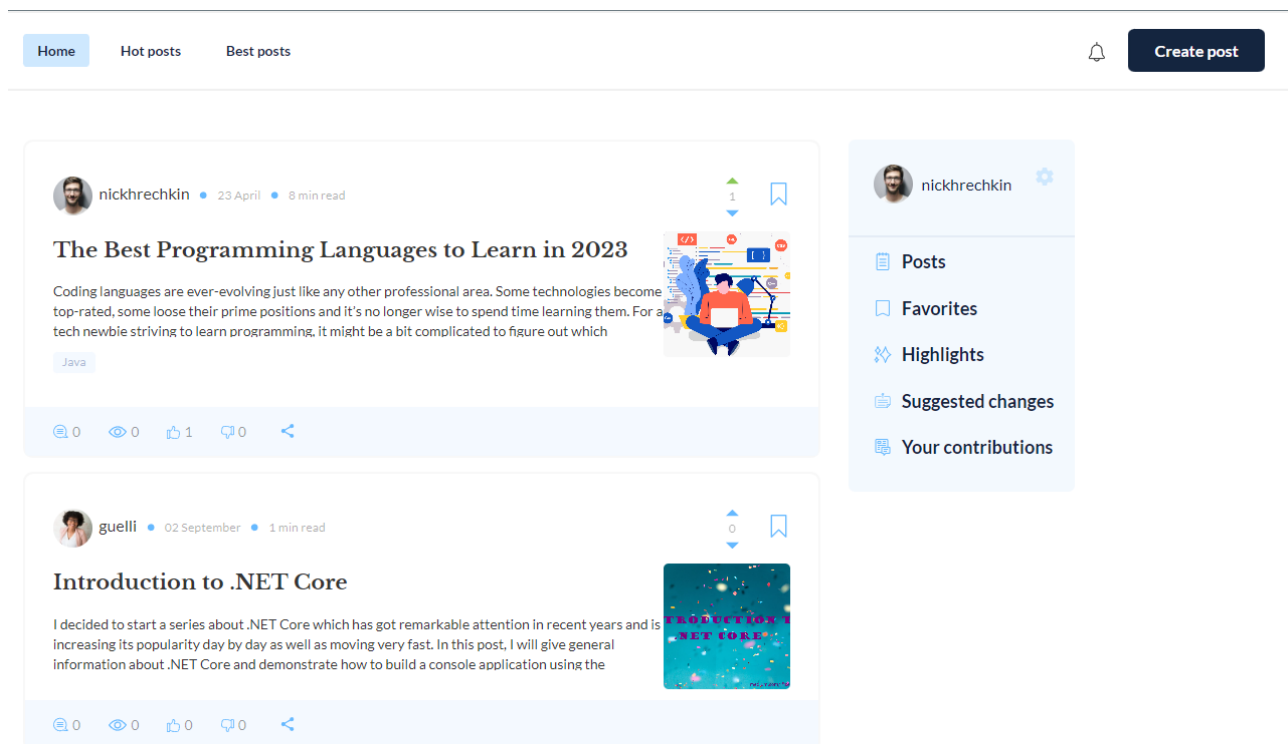 Home Hot posts Best posts Create post
nickhrechkin 23 April 8 min read
1
The Best Programming Languages to Learn in 2023
Coding languages are ever-evolving just like any other professional area. Some technologies become
top-rated, some loose their prime positions and it's no longer wise to spend time learning them. For a
tech newbie striving to learn programming, it might be a bit complicated to figure out which
Java
0 0 1 0
guelli 02 September 1 min read
0
Introduction to .NET Core
I decided to start a series about .NET Core which has got remarkable attention in recent years and is
increasing its popularity day by day as well as moving very fast. In this post, I will give general
information about .NET Core and demonstrate how to build a console application using the
TRODUCTION T
NET CORE
0 0 0 0
nickhrechkin
Posts
Favorites
Highlights
Suggested changes
Your contributions